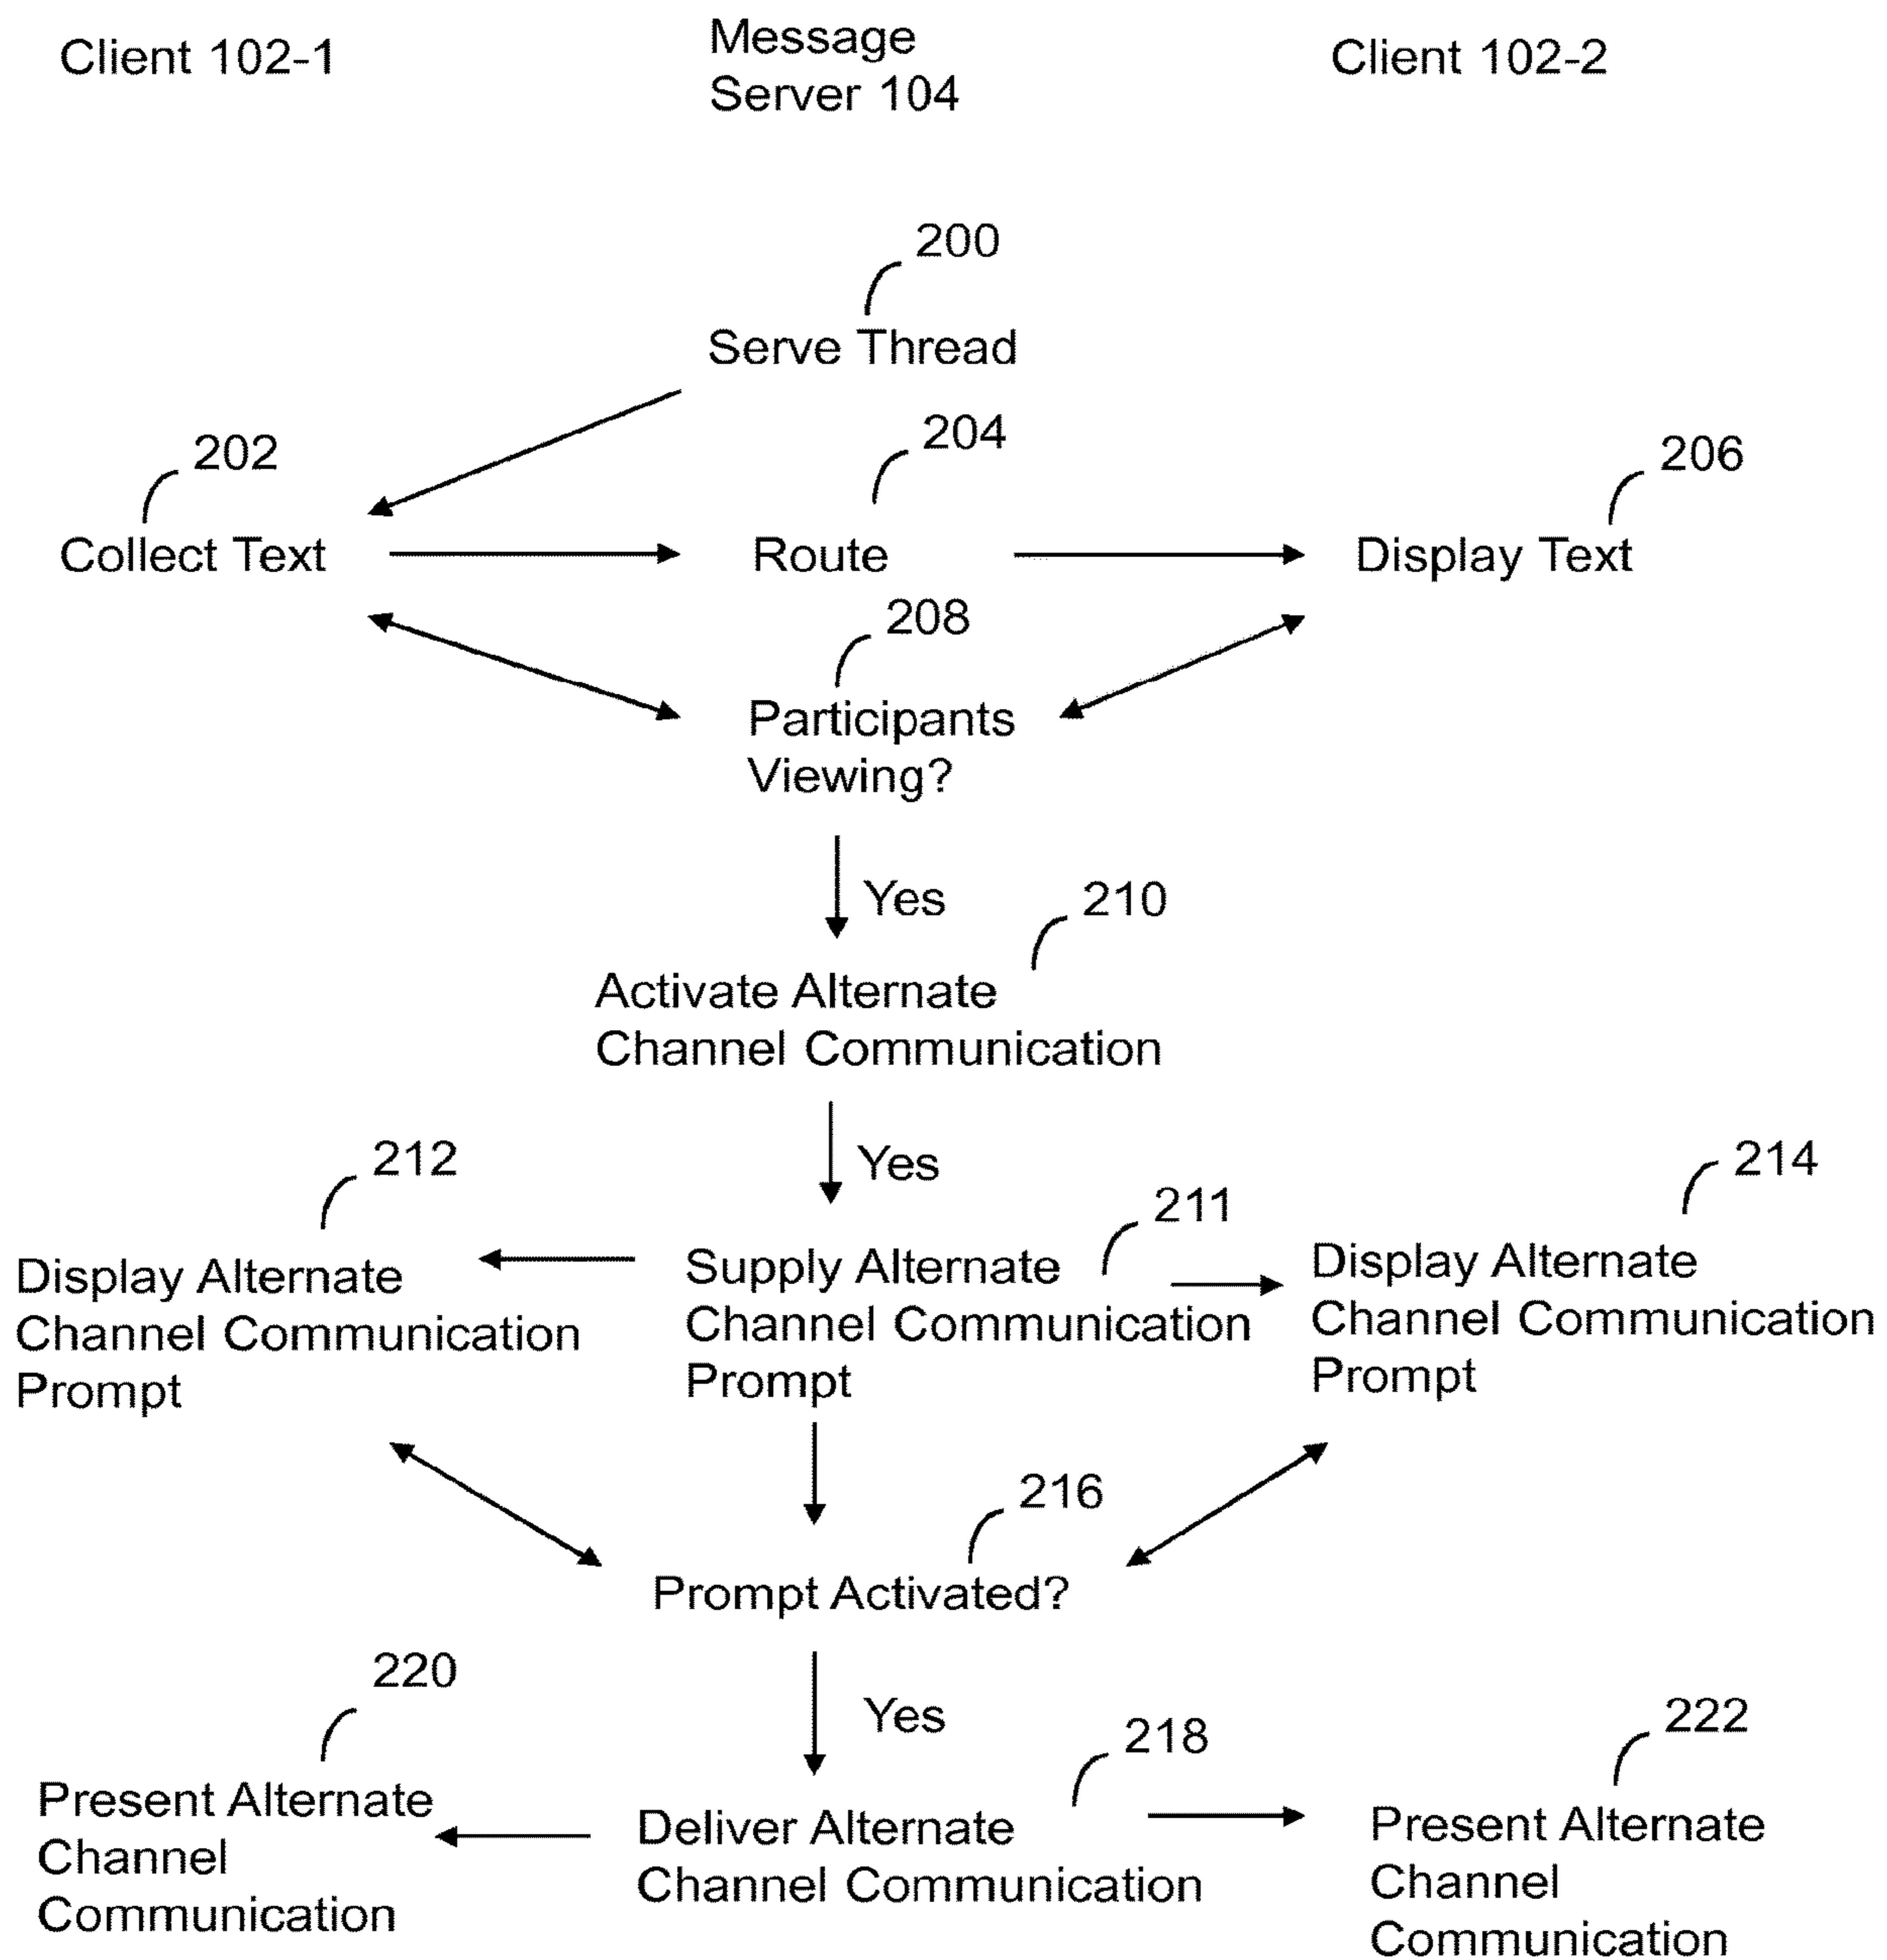 Client 102-1
Message
Server 104
Client 102-2
200
Serve Thread
202
204
206
Collect Text
Route
Display Text
208
Participants
Viewing?
Yes
210
Activate Alternate
Channel Communication
Yes
212
211
214
Display Alternate
Channel Communication
Prompt
Supply Alternate
Channel Communication
Prompt
Display Alternate
Channel Communication
Prompt
216
Prompt Activated?
Yes
220
218
222
Present Alternate
Channel
Communication
Deliver Alternate
Channel Communication
Present Alternate
Channel
Communication